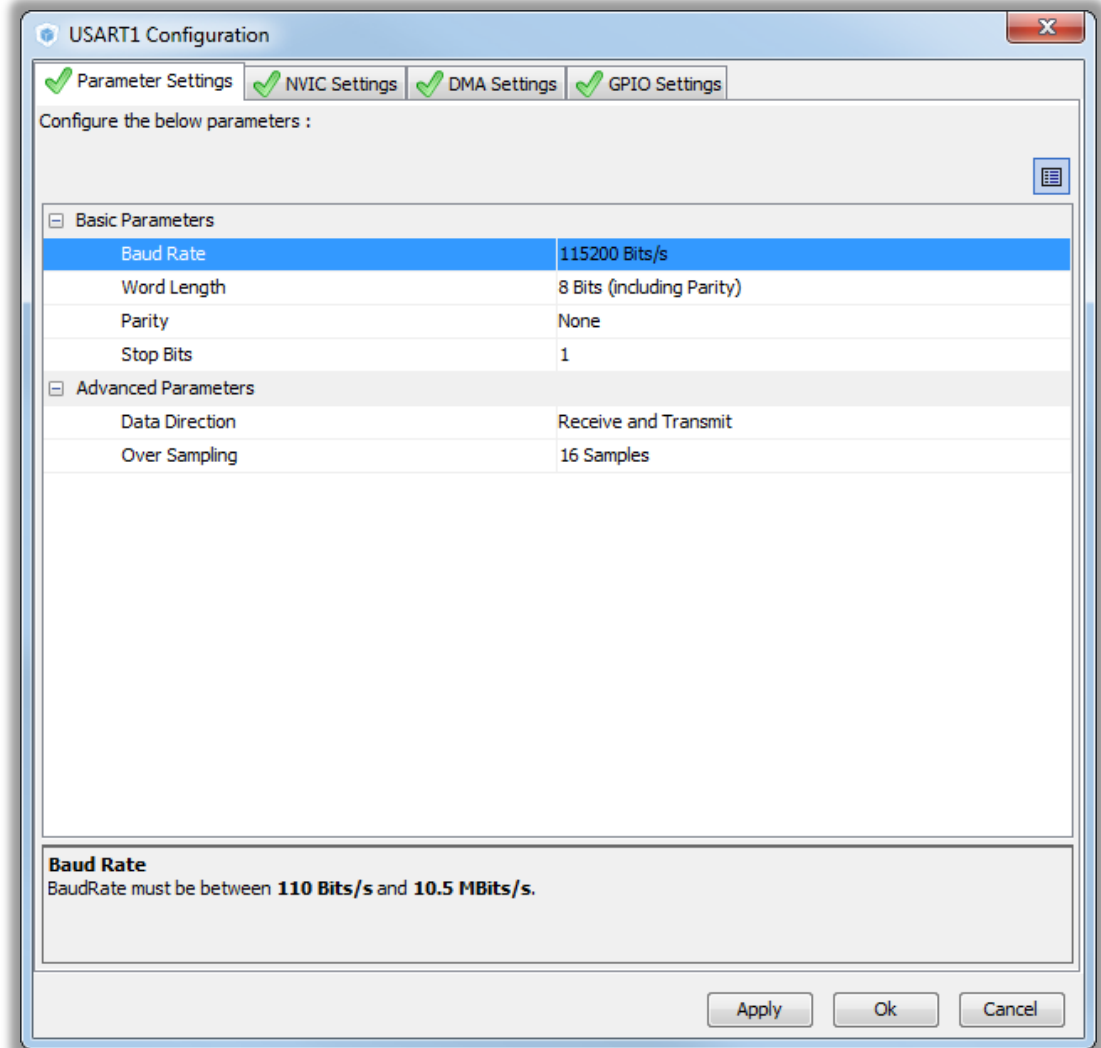 USART1 Configuration
Parameter Settings NVIC Settings DMA Settings GPIO Settings
Configure the below parameters :
Basic Parameters
Baud Rate 115200 Bits/s
Word Length 8 Bits (including Parity)
Parity None
Stop Bits 1
Advanced Parameters
Data Direction Receive and Transmit
Over Sampling 16 Samples
Baud Rate
BaudRate must be between 110 Bits/s and 10.5 MBits/s.
Apply Ok Cancel